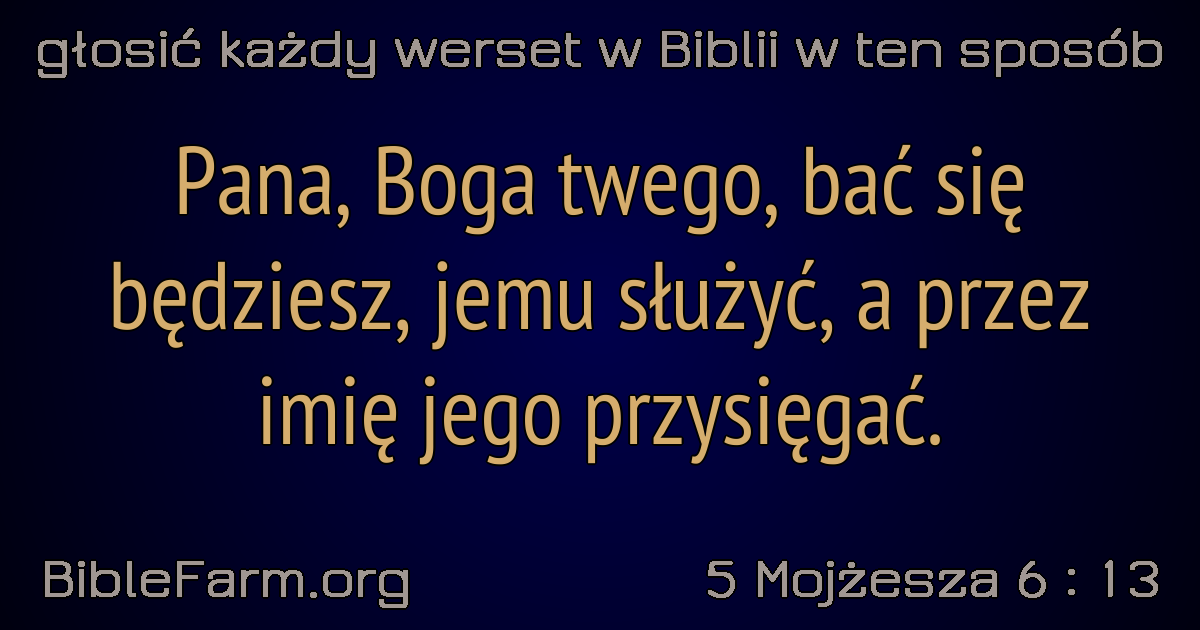 głosić każdy werset w Biblii w ten sposób
Pana, Boga twego, bać się
będziesz, jemu służyć, a przez
imię jego przysięgać.
BibleFarm.org
5 Mojżesza 6 : 13